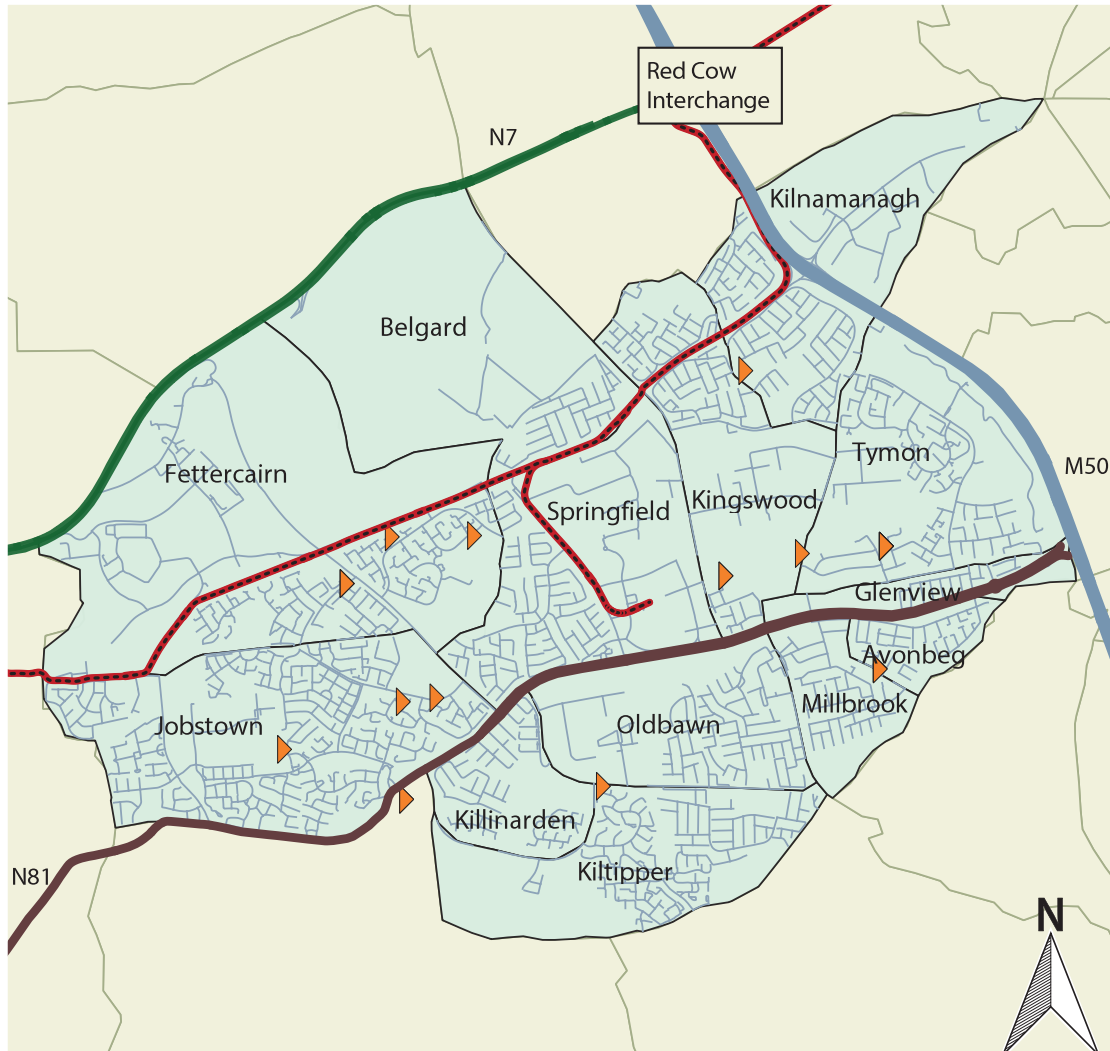 Red Cow
Interchange
N7
Kilnamanagh
Belgard
Tymon
M50
Fettercairn
Kingswood
Springfield
Glenview
Avonbeg
Millbrook
Jobstown
Oldbawn
Killinarden
Kiltipper
N81
N